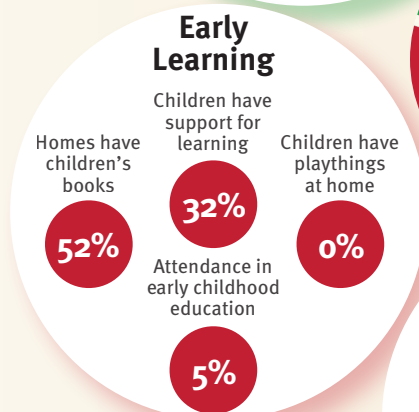 Early
Learning
Children have
support for
learning
32%
Homes have
children's
books
52%
Children have
playthings
at home
0%
Attendance in
early childhood
education
5%